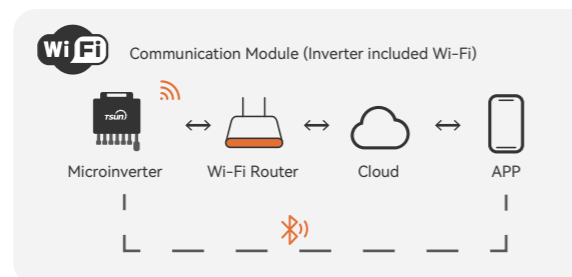 Wi Fi
Communication Module (Inverter included Wi-Fi)
TSUN
Microinverter
Wi-Fi Router
Cloud
APP